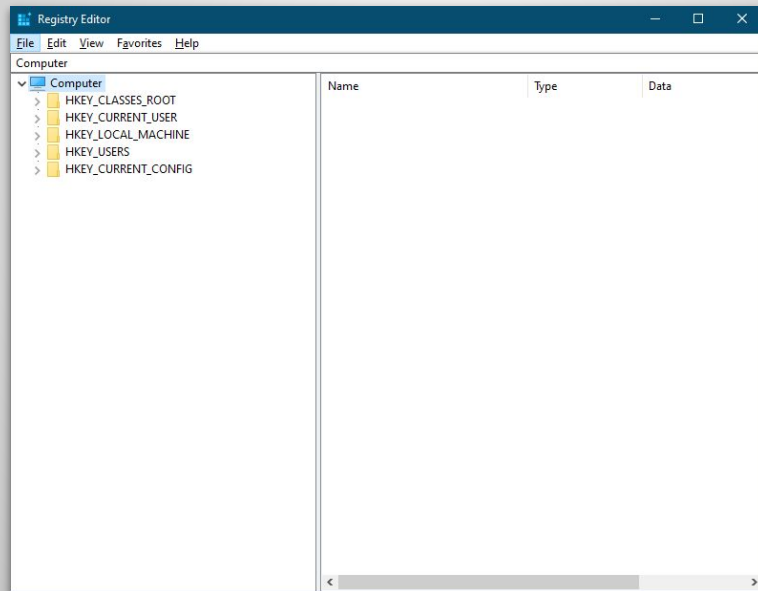 Registry Editor
File Edit View Favorites Help
Computer
Computer
HKEY_CLASSES_ROOT
HKEY_CURRENT_USER
HKEY_LOCAL_MACHINE
HKEY_USERS
HKEY_CURRENT_CONFIG
Name Type Data